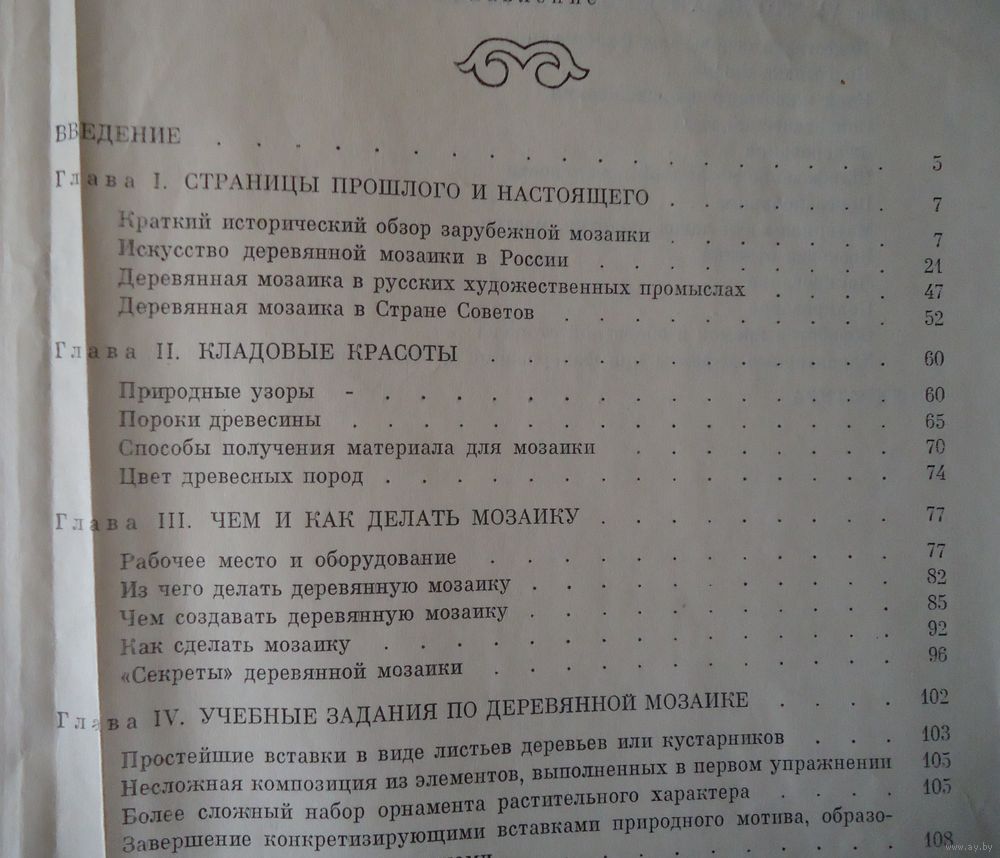 ВВЕДЕНИЕ . . . . . . . . . . . . . . . . . 5
Глава I. СТРАНИЦЫ ПРОШЛОГО И НАСТОЯЩЕГО . . . . . . 7
Краткий исторический обзор зарубежной мозаики . . . . . . 7
Искусство деревянной мозаики в России . . . . . . . . 21
Деревянная мозаика в русских художественных промыслах . . . . 47
Деревянная мозаика в Стране Советов . . . . . . . . . 52
Глава II. КЛАДОВЫЕ КРАСОТЫ . . . . . . . . . . . 60
Природные узоры - . . . . . . . . . . . . . 60
Пороки древесины . . . . . . . . . . . . . . 65
Способы получения материала для мозаики . . . . . . . 70
Цвет древесных пород . . . . . . . . . . . . . 74
Глава III. ЧЕМ И КАК ДЕЛАТЬ МОЗАИКУ . . . . . . . . 77
Рабочее место и оборудование . . . . . . . . . . 77
Из чего делать деревянную мозаику . . . . . . . . . 82
Чем создавать деревянную мозаику . . . . . . . . . 85
Как сделать мозаику . . . . . . . . . . . . . 92
«Секреты» деревянной мозаики . . . . . . . . . . 96
Глава IV. УЧЕБНЫЕ ЗАДАНИЯ ПО ДЕРЕВЯННОЙ МОЗАИКЕ . . . . 102
Простейшие вставки в виде листьев деревьев или кустарников . . . 103
Несложная композиция из элементов, выполненных в первом упражнении 105
Более сложный набор орнамента растительного характера . . . . 105
Завершение конкретизирующими вставками природного мотива, образо-
108
www.ay.by